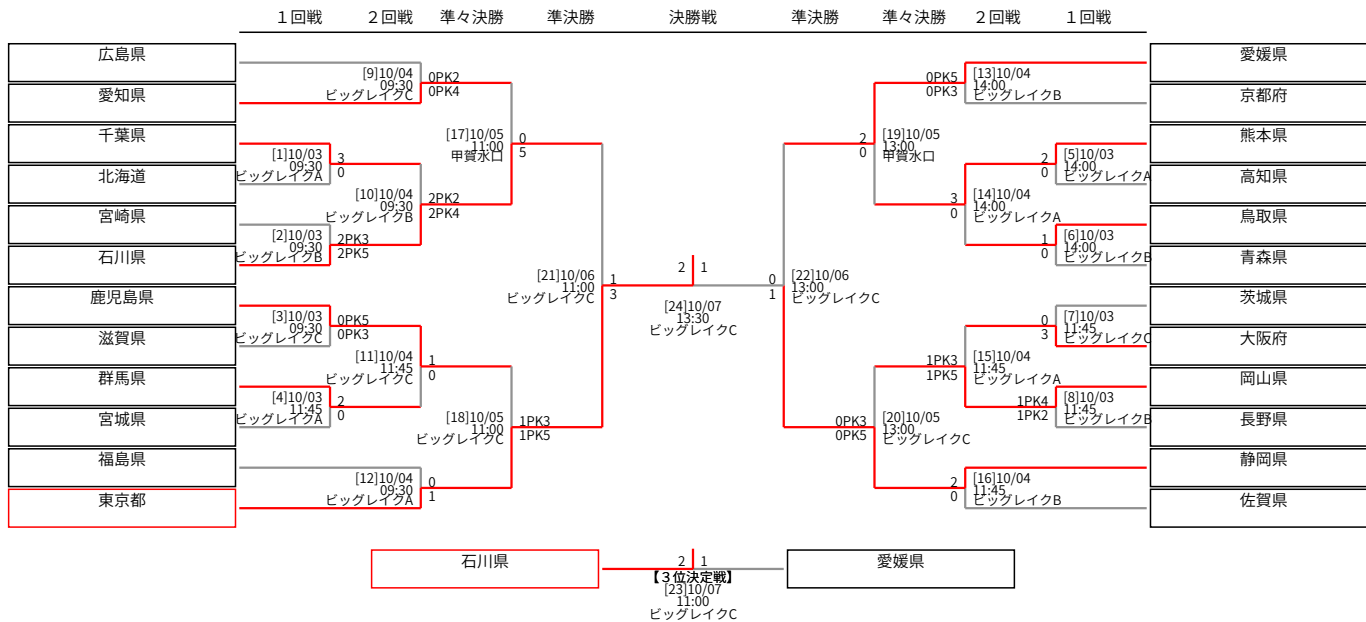 １回戦 ２回戦 準々決勝 準決勝 決勝戦 準決勝 準々決勝 ２回戦 １回戦
広島県
愛知県
千葉県
北海道
宮崎県
石川県
鹿児島県
滋賀県
群馬県
宮城県
福島県
東京都
[1]10/03
09:30
ビッグレイクA
3
0
[2]10/03
09:30
ビッグレイクB
2PK3
2PK5
[3]10/03
09:30
ビッグレイクC
0PK5
0PK3
[4]10/03
11:45
ビッグレイクA
2
0
[9]10/04
09:30
ビッグレイクC
0PK2
0PK4
[10]10/04
09:30
ビッグレイクB
2PK2
2PK4
[11]10/04
11:45
ビッグレイクC
1
0
[12]10/04
09:30
ビッグレイクA
0
1
[17]10/05
11:00
甲賀水口
0
5
[18]10/05
11:00
ビッグレイクC
1PK3
1PK5
[21]10/06
11:00
ビッグレイクC
1
3
2 1
[24]10/07
13:30
ビッグレイクC
0
1
[22]10/06
13:00
ビッグレイクC
2
0
[19]10/05
13:00
甲賀水口
0PK3
0PK5
[20]10/05
13:00
ビッグレイクC
0PK5
0PK3
[13]10/04
14:00
ビッグレイクB
3
0
[14]10/04
14:00
ビッグレイクA
1PK3
1PK5
[15]10/04
11:45
ビッグレイクA
2
0
[16]10/04
11:45
ビッグレイクB
2
0
[5]10/03
14:00
ビッグレイクA
1
0
[6]10/03
14:00
ビッグレイクB
0
3
[7]10/03
11:45
ビッグレイクC
1PK4
1PK2
[8]10/03
11:45
ビッグレイクB
愛媛県
京都府
熊本県
高知県
鳥取県
青森県
茨城県
大阪府
岡山県
長野県
静岡県
佐賀県
石川県 2 1 愛媛県
【３位決定戦】
[23]10/07
11:00
ビッグレイクC